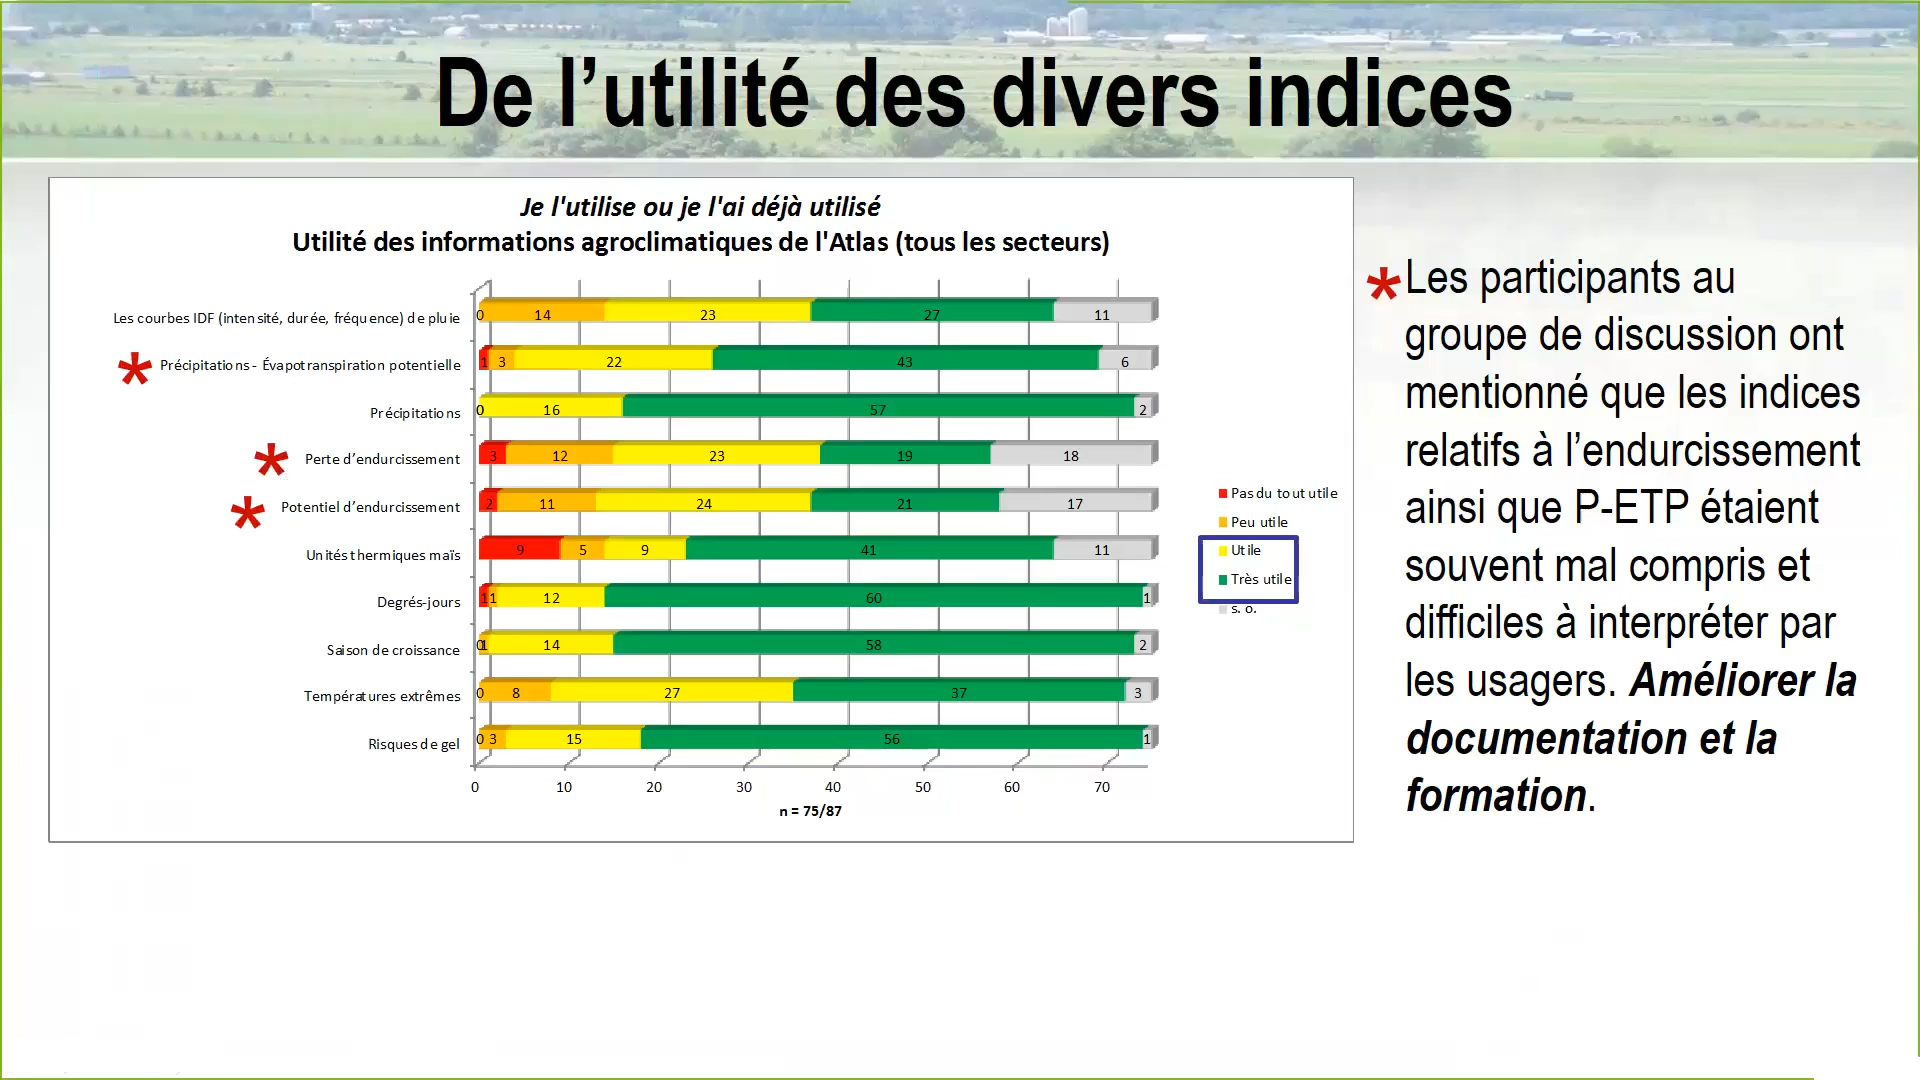 De l’utilité des divers indices
Je l'utilise ou je l'ai déjà utilisé
Utilité des informations agroclimatiques de l'Atlas (tous les secteurs)
Les courbes IDF (intensité, durée, fréquence) de pluie 0 14 23 27 11
* Précipitations - Évapotranspiration potentielle 1 3 22 43 6
Précipitations 0 16 57 2
* Perte d’endurcissement 3 12 23 19 18
* Potentiel d’endurcissement 2 11 24 21 17
Unités thermiques maïs 9 5 9 41 11
Degrés-jours 1 1 12 60 1
Saison de croissance 0 1 14 58 2
Températures extrêmes 0 8 27 37 3
Risques de gel 0 3 15 56 1
0 10 20 30 40 50 60 70
n = 75/87
Pas du tout utile
Peu utile
Utile
Très utile
s. o.
* Les participants au
groupe de discussion ont
mentionné que les indices
relatifs à l’endurcissement
ainsi que P-ETP étaient
souvent mal compris et
difficiles à interpréter par
les usagers. Améliorer la
documentation et la
formation.